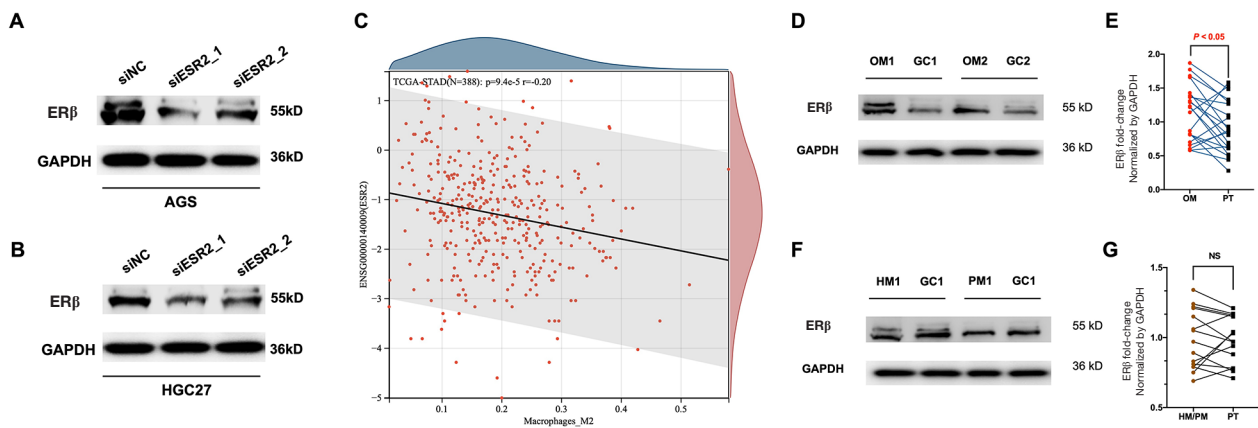 A
siNC
siESR2_1
siESR2_2
ERβ
55kD
GAPDH
36kD
AGS
B
siNC
siESR2_1
siESR2_2
ERβ
55kD
GAPDH
36kD
HGC27
C
TCGA-STAD(N=388): p=9.4e-5 r=-0.20
ENSG00000140009(ESR2)
1
0
−1
−2
−3
−4
−5
0.1
0.2
0.3
0.4
0.5
Macrophages_M2
D
OM1 GC1 OM2 GC2
ERβ
55 kD
GAPDH
36 kD
E
P < 0.05
ERβ fold-change
Normalized by GAPDH
2.0
1.5
1.0
0.5
0.0
OM
PT
F
HM1 GC1 PM1 GC1
ERβ
55 kD
GAPDH
36 kD
G
NS
ERβ fold-change
Normalized by GAPDH
1.5
1.0
0.5
HM/PM
PT